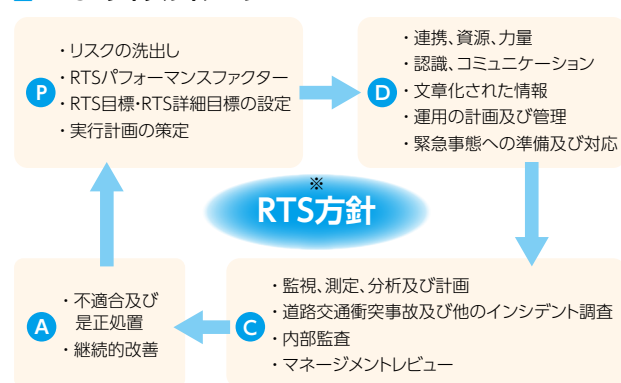 P
・リスクの洗出し
・RTSパフォーマンスファクター
・RTS目標・RTS詳細目標の設定
・実行計画の策定
D
・連携、資源、力量
・認識、コミュニケーション
・文章化された情報
・運用の計画及び管理
・緊急事態への準備及び対応
※
RTS方針
A
・不適合及び
是正処置
・継続的改善
C
・監視、測定、分析及び計画
・道路交通衝突事故及び他のインシデント調査
・内部監査
・マネージメントレビュー